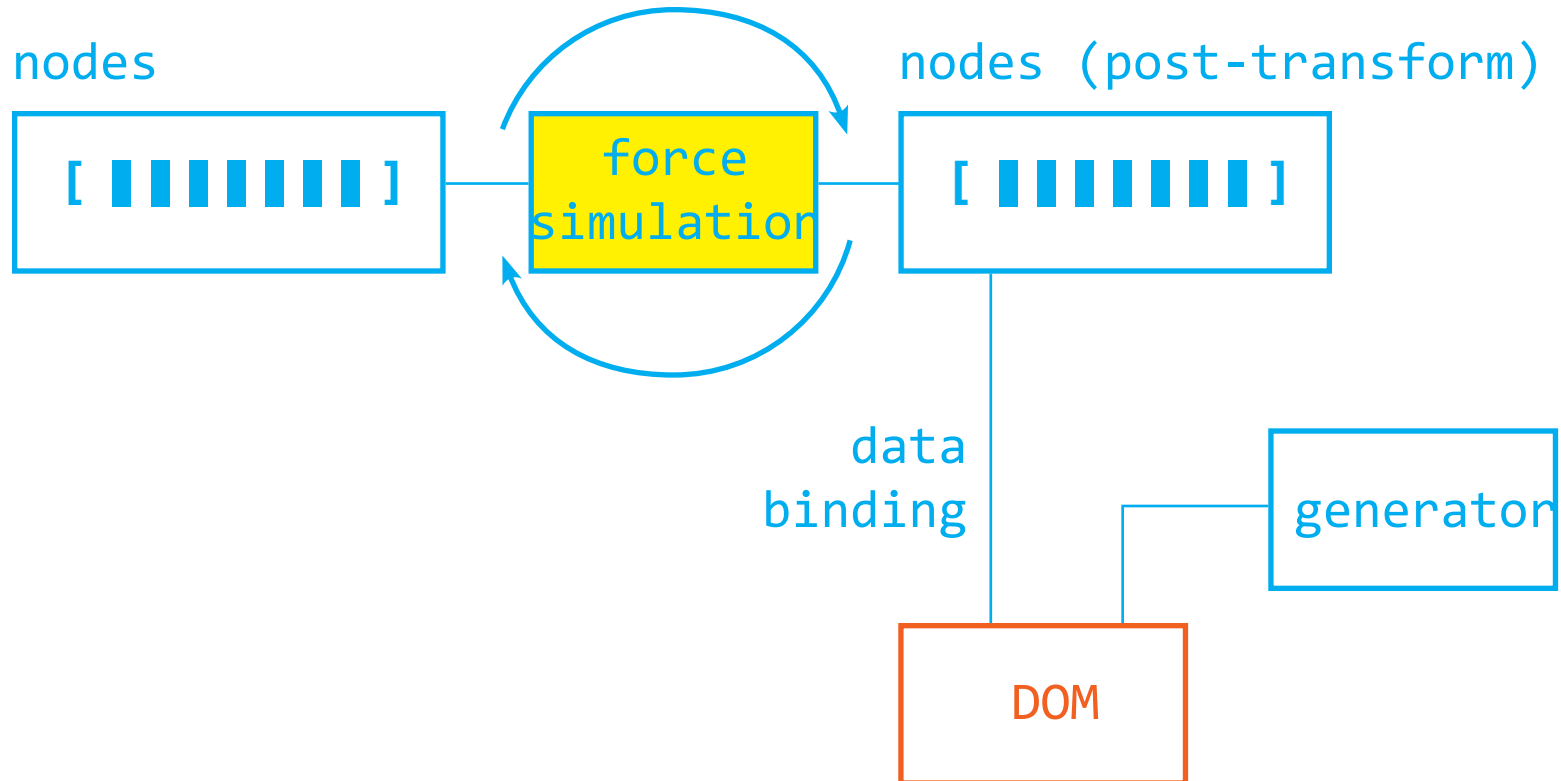 nodes
nodes (post-transform)
[ ]
force
simulation
[ ]
data
binding
generator
DOM